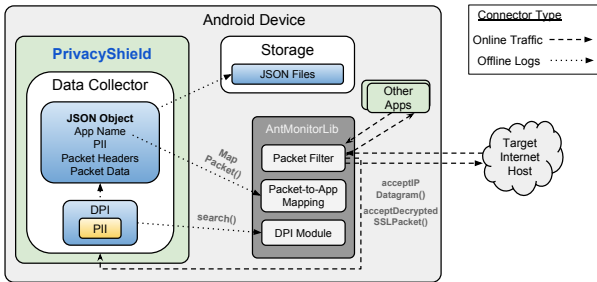 Android Device
PrivacyShield
Data Collector
JSON Object
App Name
PII
Packet Headers
Packet Data
DPI
PII
Storage
JSON Files
Map
Packet()
search()
AntMonitorLib
Packet Filter
Packet-to-App
Mapping
DPI Module
Other
Apps
acceptIP
Datagram()
acceptDecrypted
SSLPacket()
Target
Internet
Host
Connector Type
Online Traffic
Offline Logs